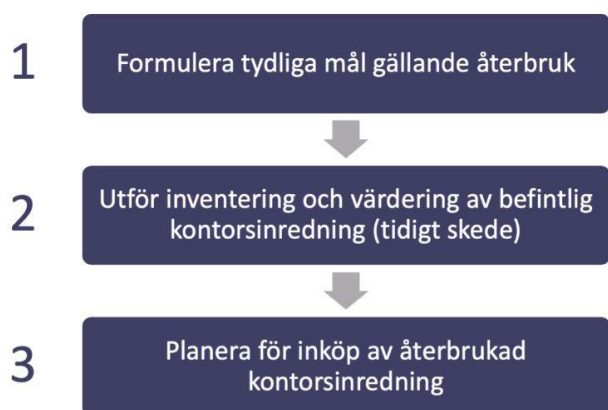 1
Formulera tydliga mål gällande återbruk
2
Utför inventering och värdering av befintlig
kontorsinredning (tidigt skede)
3
Planera för inköp av återbrukad
kontorsinredning